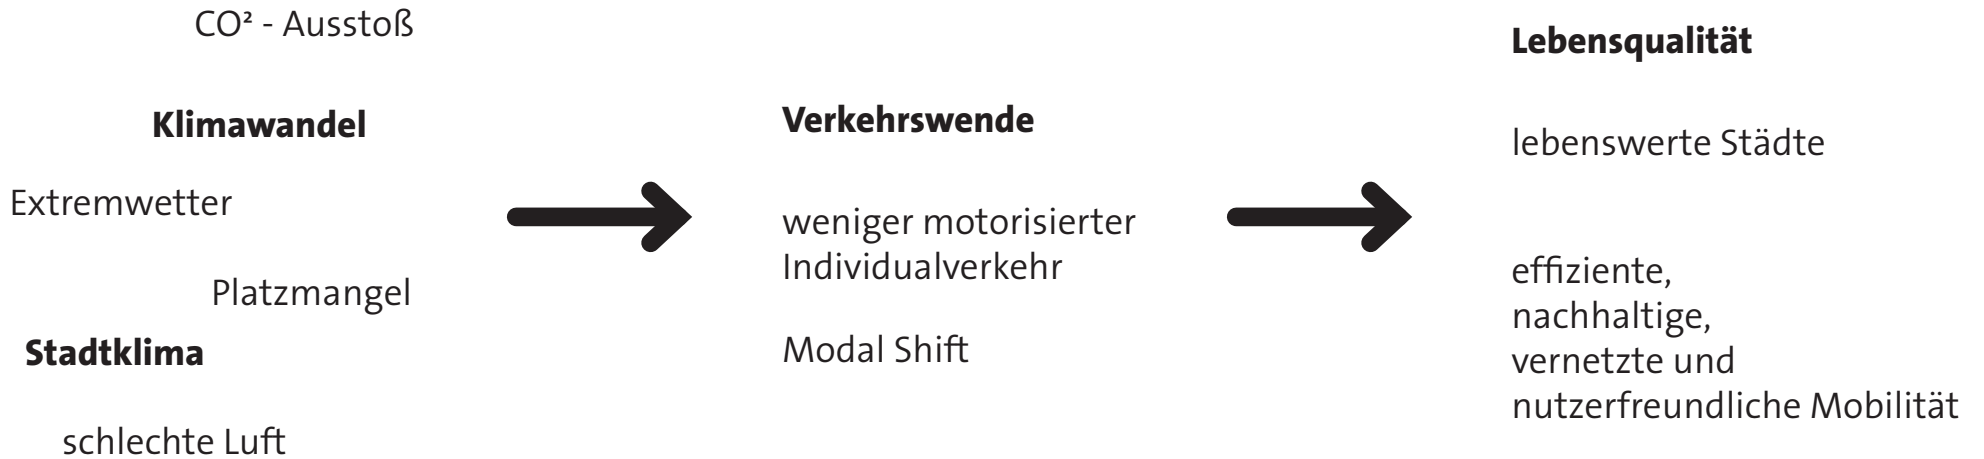 CO² - Ausstoß
Klimawandel
Extremwetter
Platzmangel
Stadtklima
schlechte Luft
Verkehrswende
weniger motorisierter
Individualverkehr
Modal Shift
Lebensqualität
lebenswerte Städte
effiziente,
nachhaltige,
vernetzte und
nutzerfreundliche Mobilität